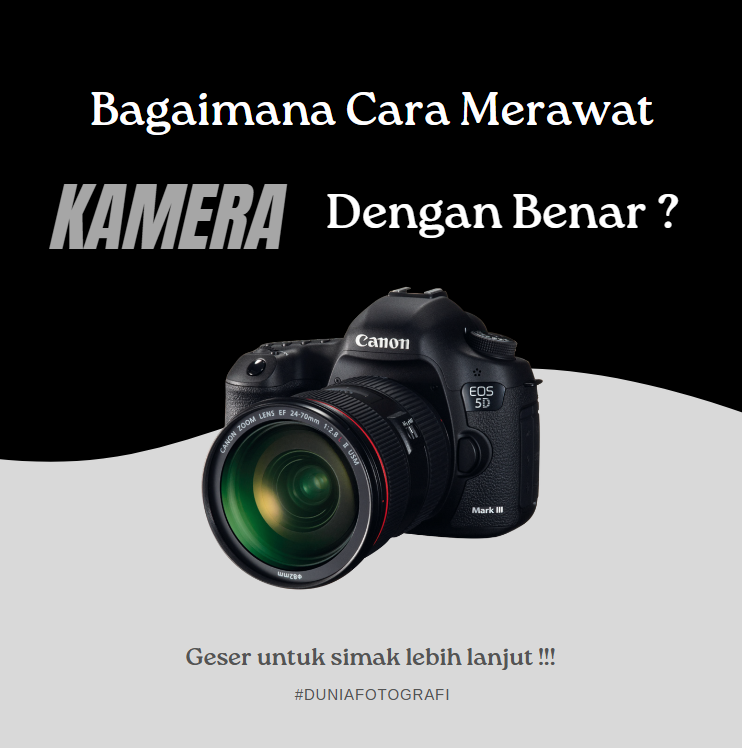 Bagaimana Cara Merawat
KAMERA Dengan Benar ?
Canon
EOS
5D
CANON ZOOM LENS EF 24-70mm 1:2.8 II USM
Mark III
Φ82mm
Geser untuk simak lebih lanjut !!!
#DUNIAFOTOGRAFI